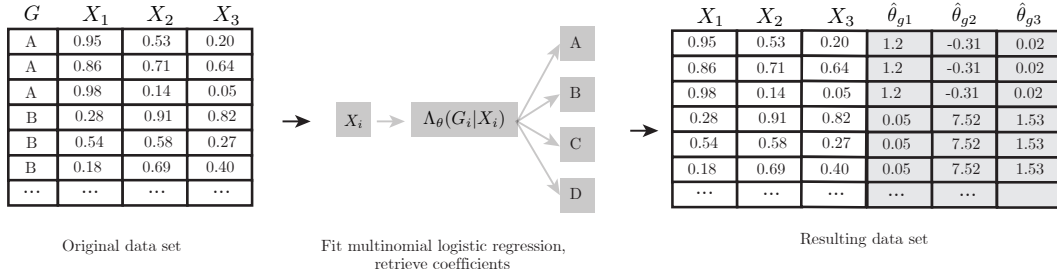 G X₁ X₂ X₃
A 0.95 0.53 0.20
A 0.86 0.71 0.64
A 0.98 0.14 0.05
B 0.28 0.91 0.82
B 0.54 0.58 0.27
B 0.18 0.69 0.40
... ... ... ...
Original data set
Xᵢ
Λ_θ(Gᵢ|Xᵢ)
A
B
C
D
Fit multinomial logistic regression,
retrieve coefficients
X₁ X₂ X₃ θ̂_g1 θ̂_g2 θ̂_g3
0.95 0.53 0.20 1.2 -0.31 0.02
0.86 0.71 0.64 1.2 -0.31 0.02
0.98 0.14 0.05 1.2 -0.31 0.02
0.28 0.91 0.82 0.05 7.52 1.53
0.54 0.58 0.27 0.05 7.52 1.53
0.18 0.69 0.40 0.05 7.52 1.53
... ... ... ... ...
Resulting data set